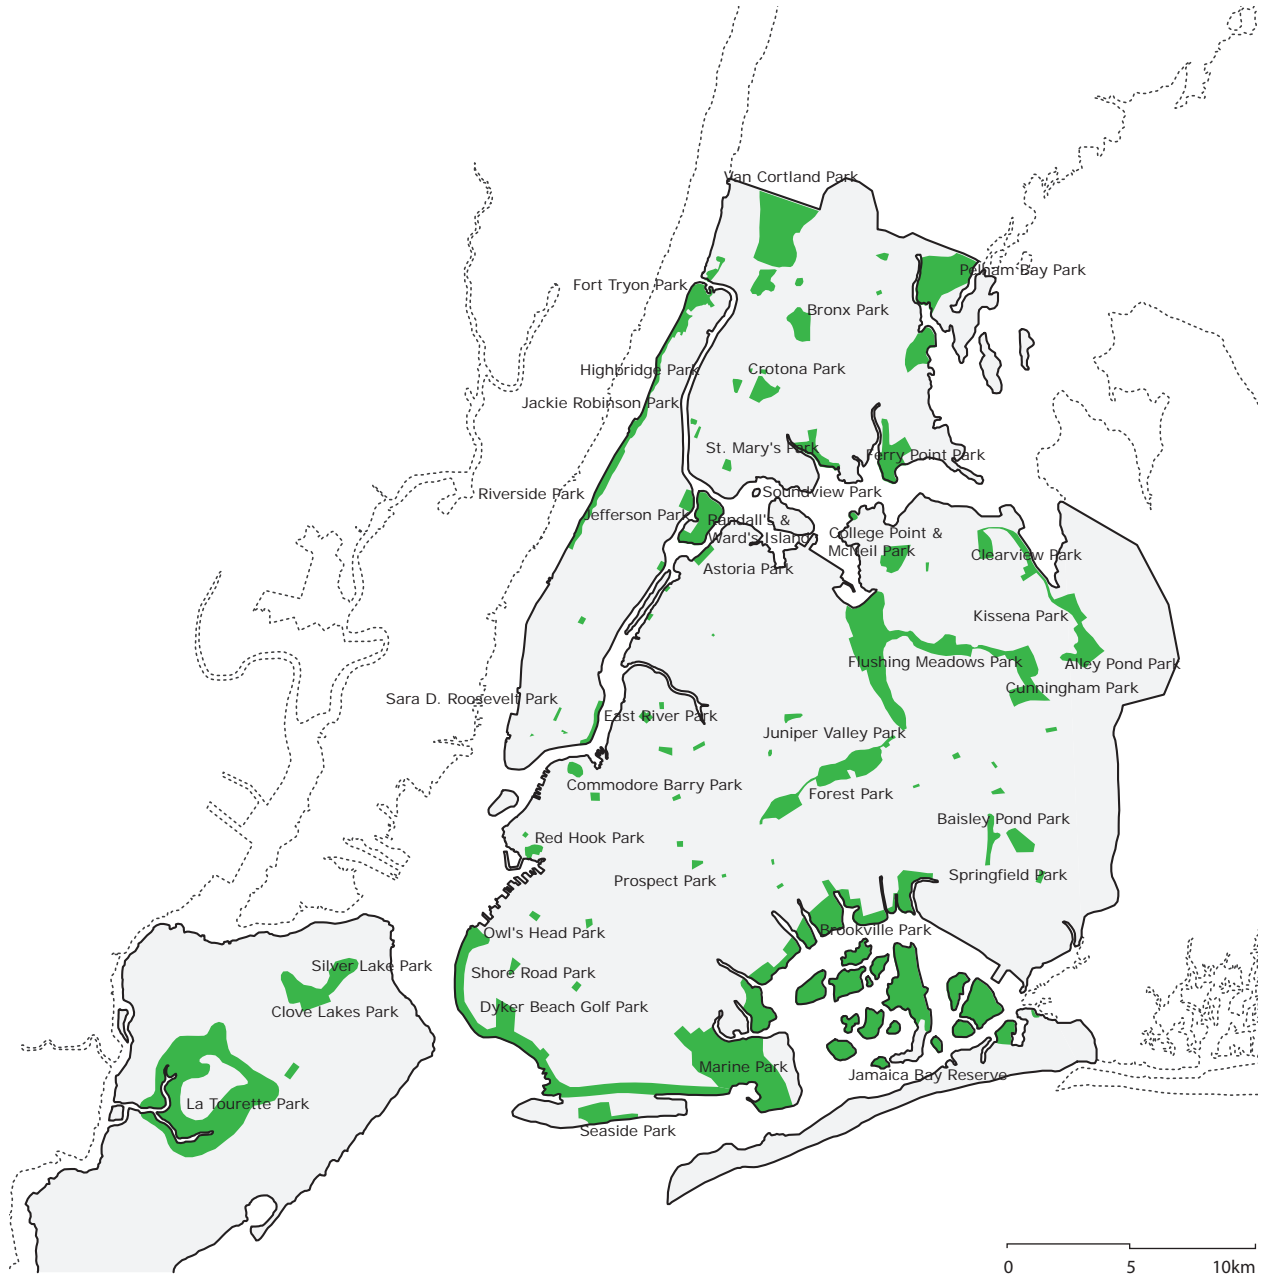 Van Cortland Park
Pelham Bay Park
Fort Tryon Park
Bronx Park
Highbridge Park
Crotona Park
Jackie Robinson Park
St. Mary's Park
Ferry Point Park
Riverside Park
Soundview Park
Jefferson Park
Randall's &
Ward's Island
College Point &
McNeil Park
Clearview Park
Astoria Park
Kissena Park
Flushing Meadows Park
Alley Pond Park
Cunningham Park
Sara D. Roosevelt Park
East River Park
Juniper Valley Park
Commodore Barry Park
Forest Park
Baisley Pond Park
Red Hook Park
Springfield Park
Prospect Park
Brookville Park
Owl's Head Park
Silver Lake Park
Shore Road Park
Clove Lakes Park
Dyker Beach Golf Park
Marine Park
Jamaica Bay Reserve
La Tourette Park
Seaside Park
0 5 10km